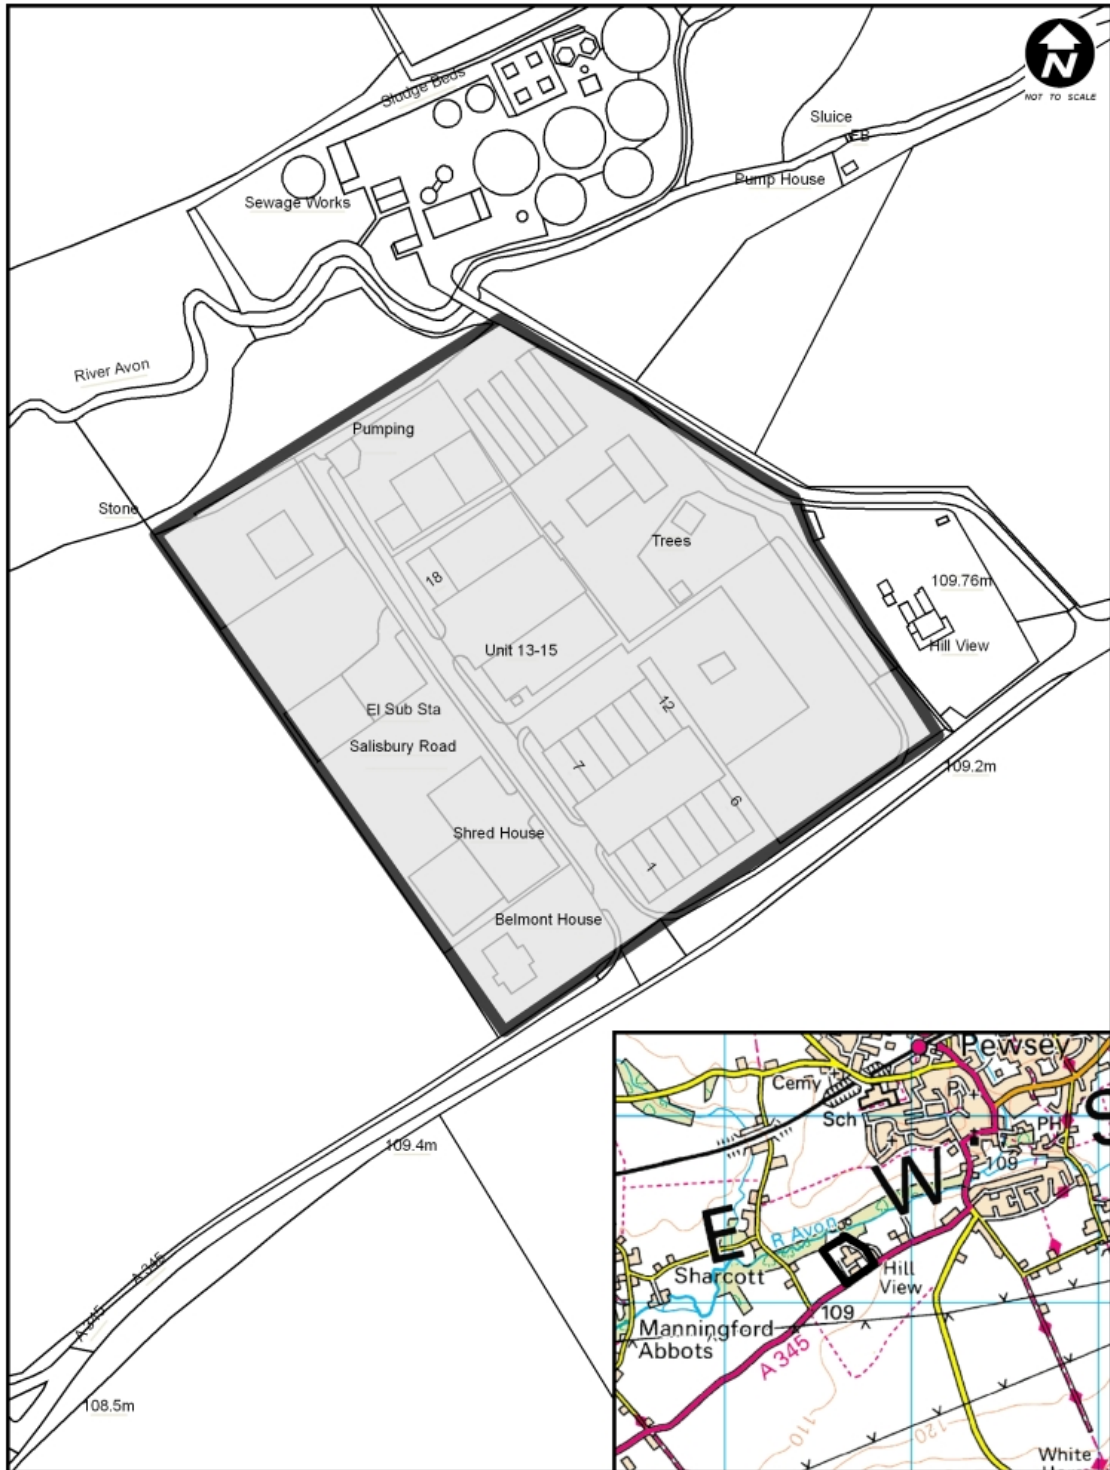 N
NOT TO SCALE
Sludge Beds
Sluice
FB
Pump House
Sewage Works
River Avon
Pumping
Stone
Trees
18
109.76m
Hill View
Unit 13-15
El Sub Sta
12
Salisbury Road
7
109.2m
6
Shred House
1
Belmont House
109.4m
A 345
A 345
108.5m
Pewsey
Cemy
P
S
Sch
PH
109
W
E
R Avon
Sharcott
Hill
View
109
Manningford
Abbots
A 345
110
120
White